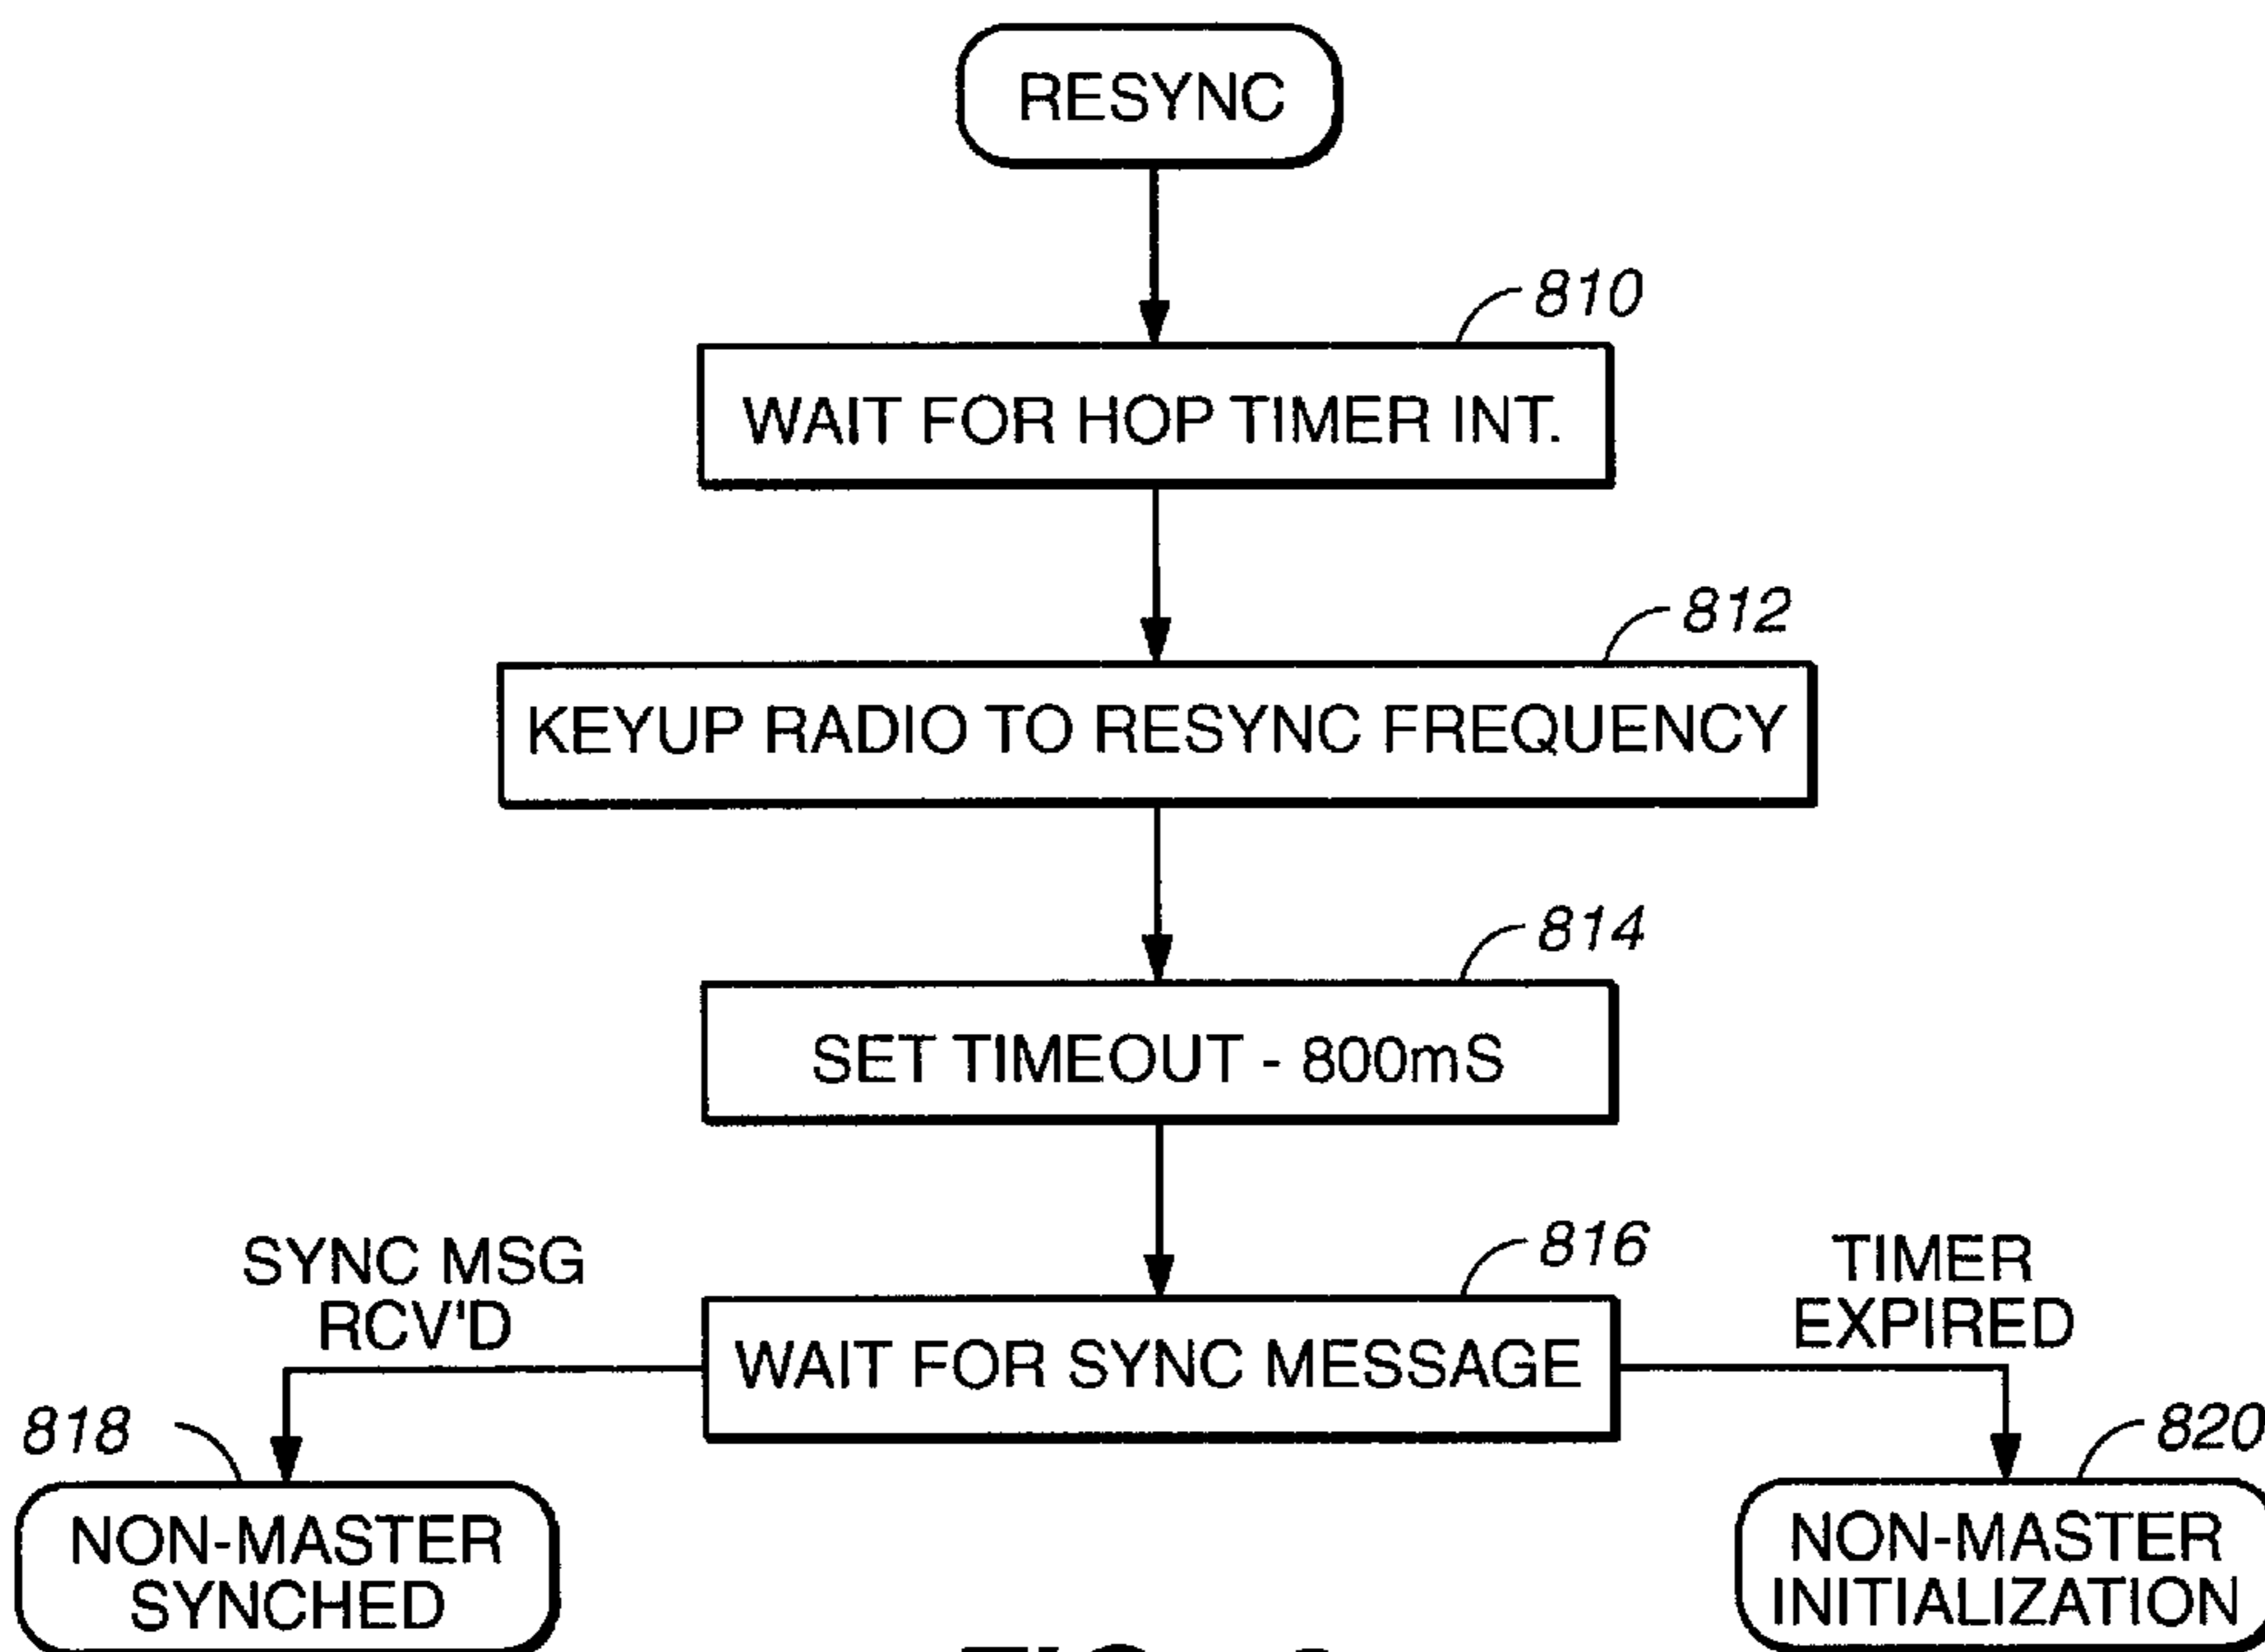 RESYNC
810
WAIT FOR HOP TIMER INT.
812
KEYUP RADIO TO RESYNC FREQUENCY
814
SET TIMEOUT - 800mS
816
WAIT FOR SYNC MESSAGE
SYNC MSG
RCV'D
TIMER
EXPIRED
818
NON-MASTER
SYNCHED
820
NON-MASTER
INITIALIZATION